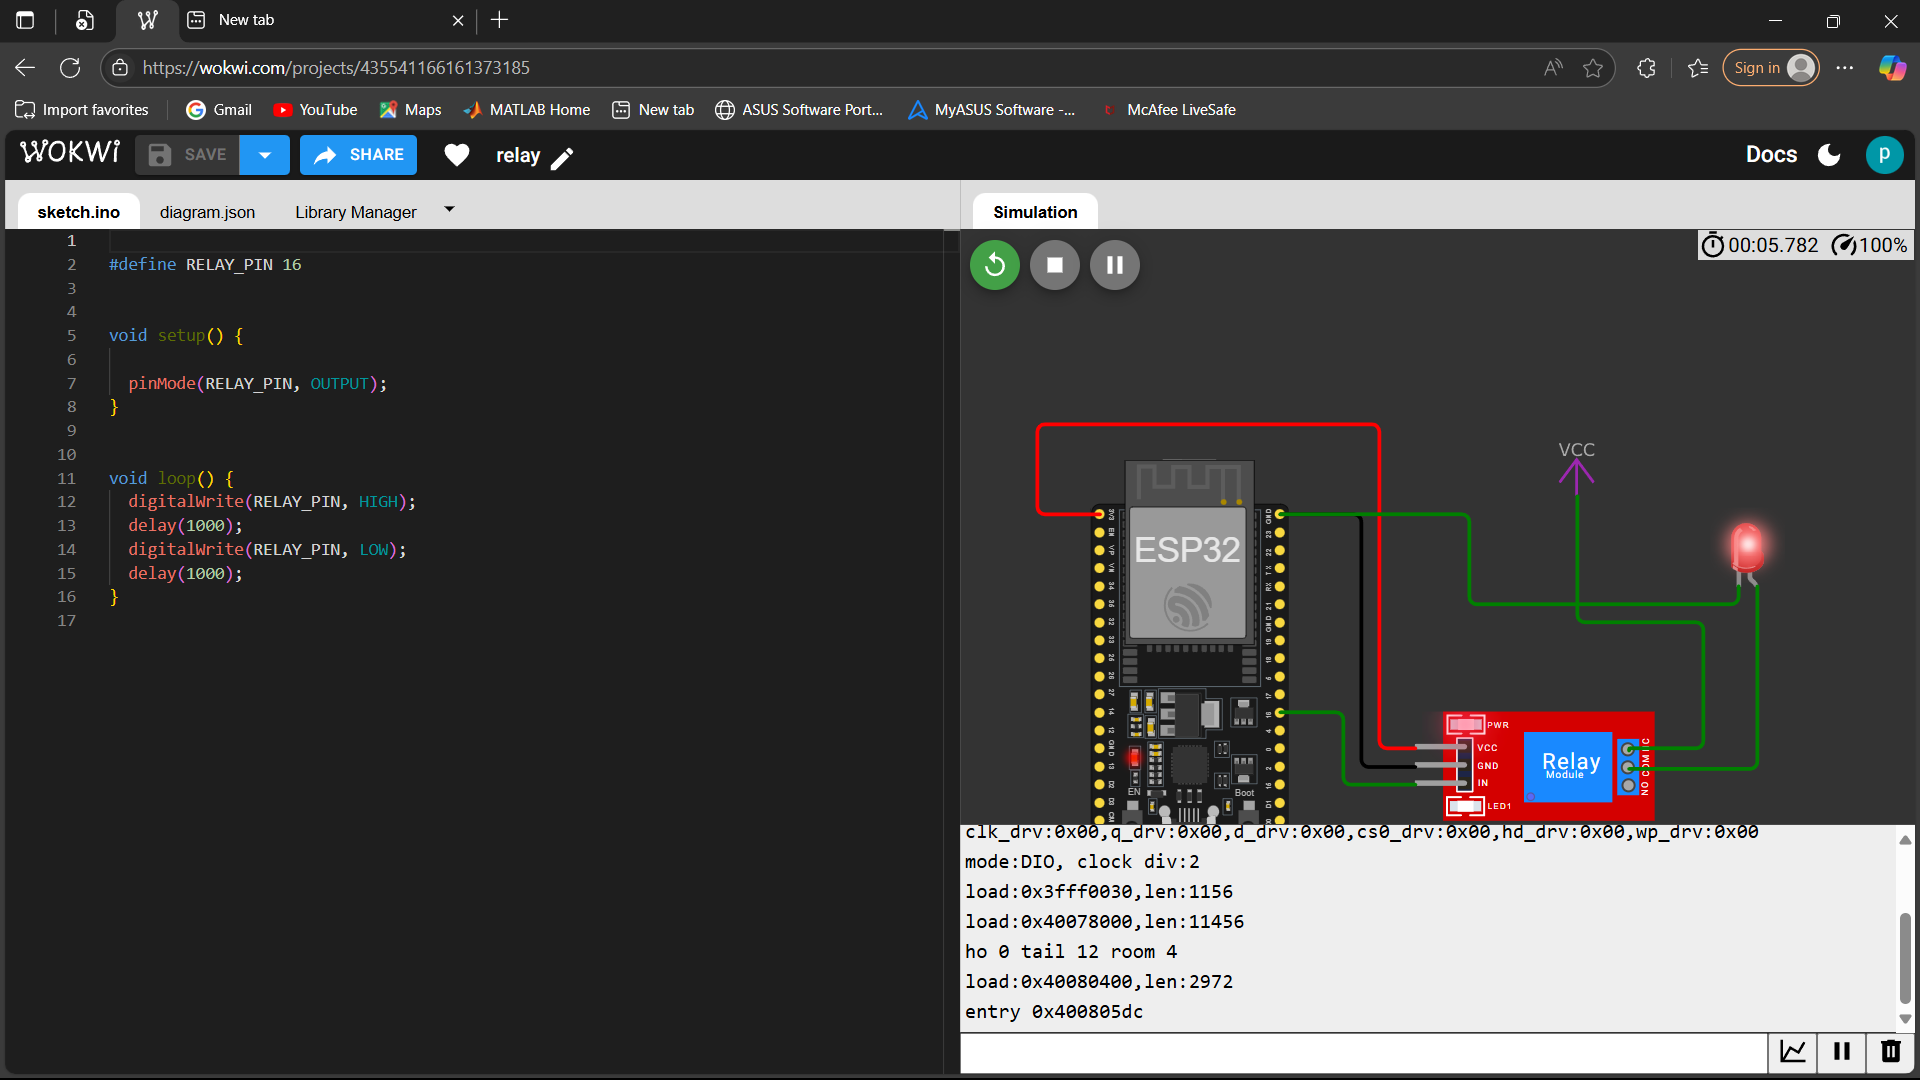 New tab
https://wokwi.com/projects/435541166161373185
Sign in
Import favorites
Gmail
YouTube
Maps
MATLAB Home
New tab
ASUS Software Port...
MyASUS Software -...
McAfee LiveSafe
WOKWi
SAVE
SHARE
relay
Docs
p
sketch.ino
diagram.json
Library Manager
Simulation
00:05.782
100%
1
2 #define RELAY_PIN 16
3
4
5 void setup() {
6
7 pinMode(RELAY_PIN, OUTPUT);
8 }
9
10
11 void loop() {
12 digitalWrite(RELAY_PIN, HIGH);
13 delay(1000);
14 digitalWrite(RELAY_PIN, LOW);
15 delay(1000);
16 }
17
VCC
ESP32
EN
Boot
PWR
VCC
GND
IN
LED1
Relay
Module
NO COM NC
clk_drv:0x00,q_drv:0x00,d_drv:0x00,cs0_drv:0x00,hd_drv:0x00,wp_drv:0x00
mode:DIO, clock div:2
load:0x3fff0030,len:1156
load:0x40078000,len:11456
ho 0 tail 12 room 4
load:0x40080400,len:2972
entry 0x400805dc